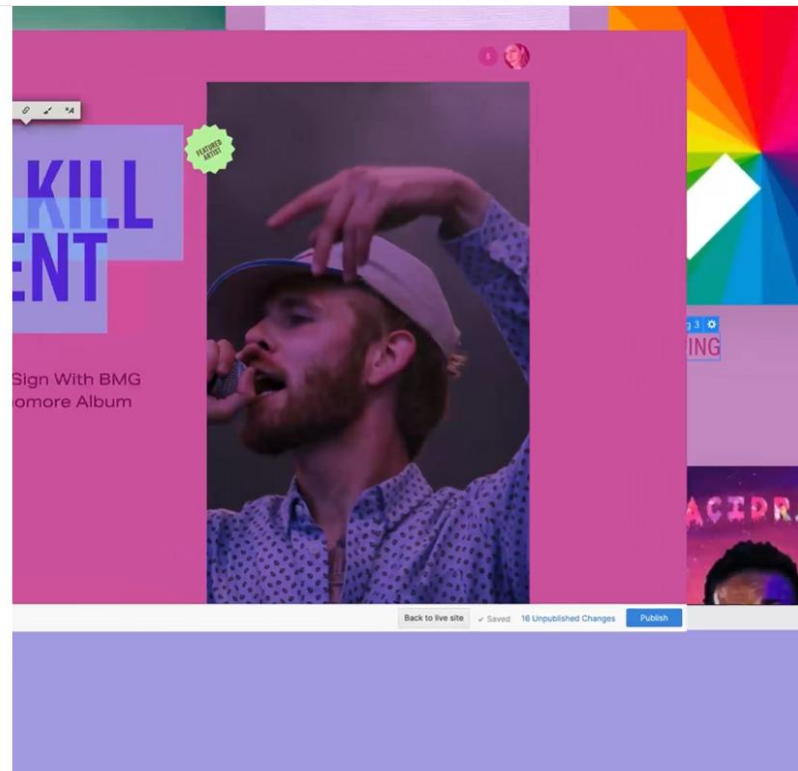 FEATURED
ARTIST
KILL
ENT
Sign With BMG
omore Album
g 3
ING
ACIDR
Back to live site
✓ Saved
16 Unpublished Changes
Publish